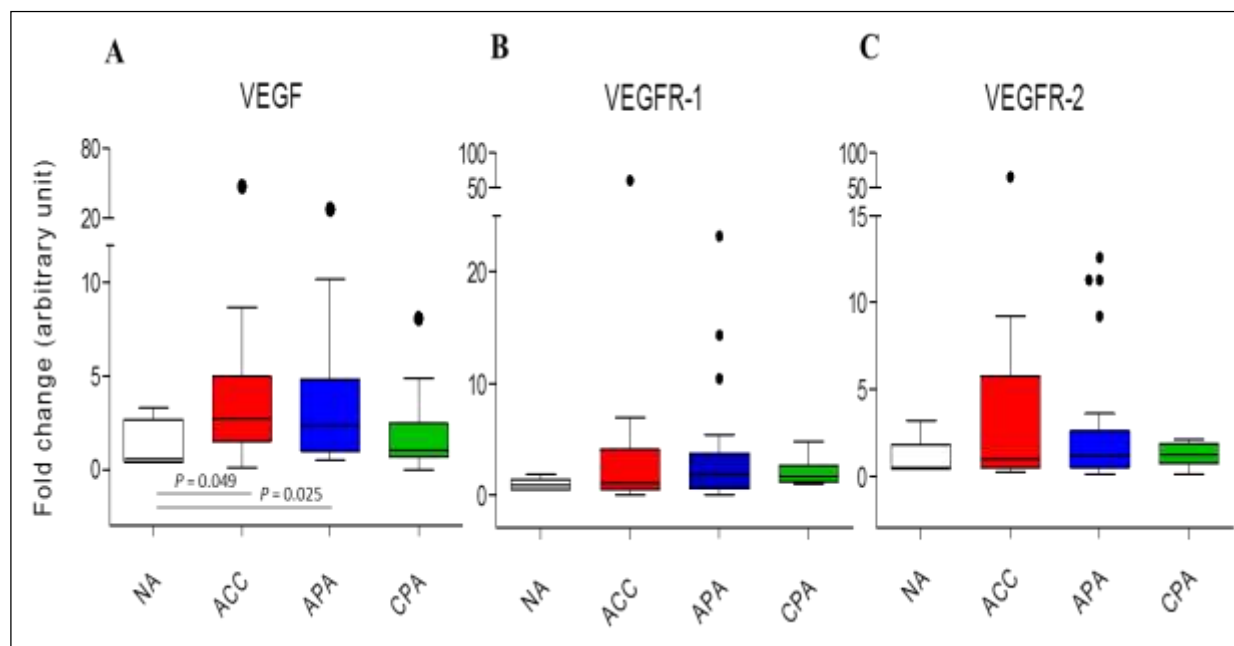 A
B
C
VEGF
VEGFR-1
VEGFR-2
Fold change (arbitrary unit)
80
20
10
5
0
P = 0.049
P = 0.025
NA
ACC
APA
CPA
100
50
20
10
0
NA
ACC
APA
CPA
100
50
15
10
5
0
NA
ACC
APA
CPA